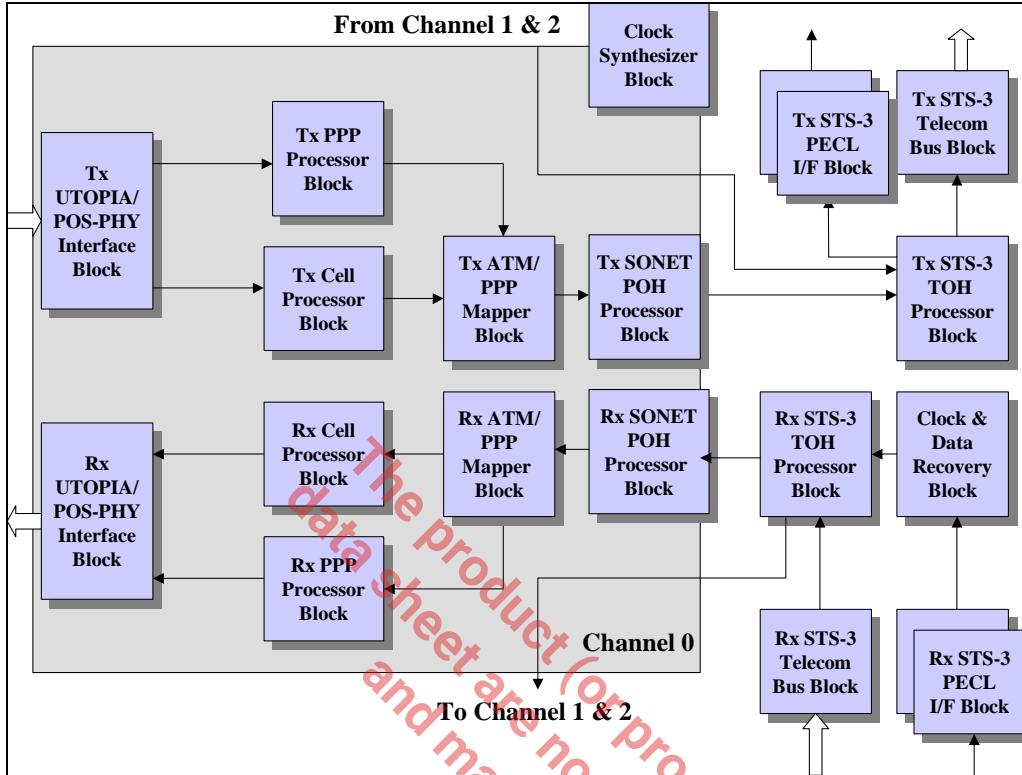 From Channel 1 & 2
Clock
Synthesizer
Block
Tx
UTOPIA/
POS-PHY
Interface
Block
Tx PPP
Processor
Block
Tx Cell
Processor
Block
Tx ATM/
PPP
Mapper
Block
Tx SONET
POH
Processor
Block
Tx STS-3
PECL
I/F Block
Tx STS-3
Telecom
Bus Block
Tx STS-3
TOH
Processor
Block
Rx
UTOPIA/
POS-PHY
Interface
Block
Rx Cell
Processor
Block
Rx PPP
Processor
Block
Rx ATM/
PPP
Mapper
Block
Rx SONET
POH
Processor
Block
Rx STS-3
TOH
Processor
Block
Clock &
Data
Recovery
Block
Rx STS-3
Telecom
Bus Block
Rx STS-3
PECL
I/F Block
Channel 0
To Channel 1 & 2
The product (or pro
data sheet are no
and ma